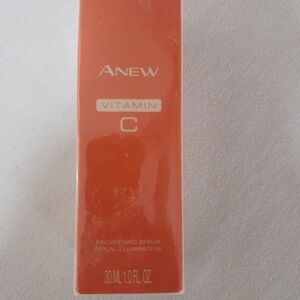 ANEW
VITAMIN
C
BRIGHTENING SERUM
SÉRUM ILLUMINATEUR
30 ML 1.0 FL. OZ.